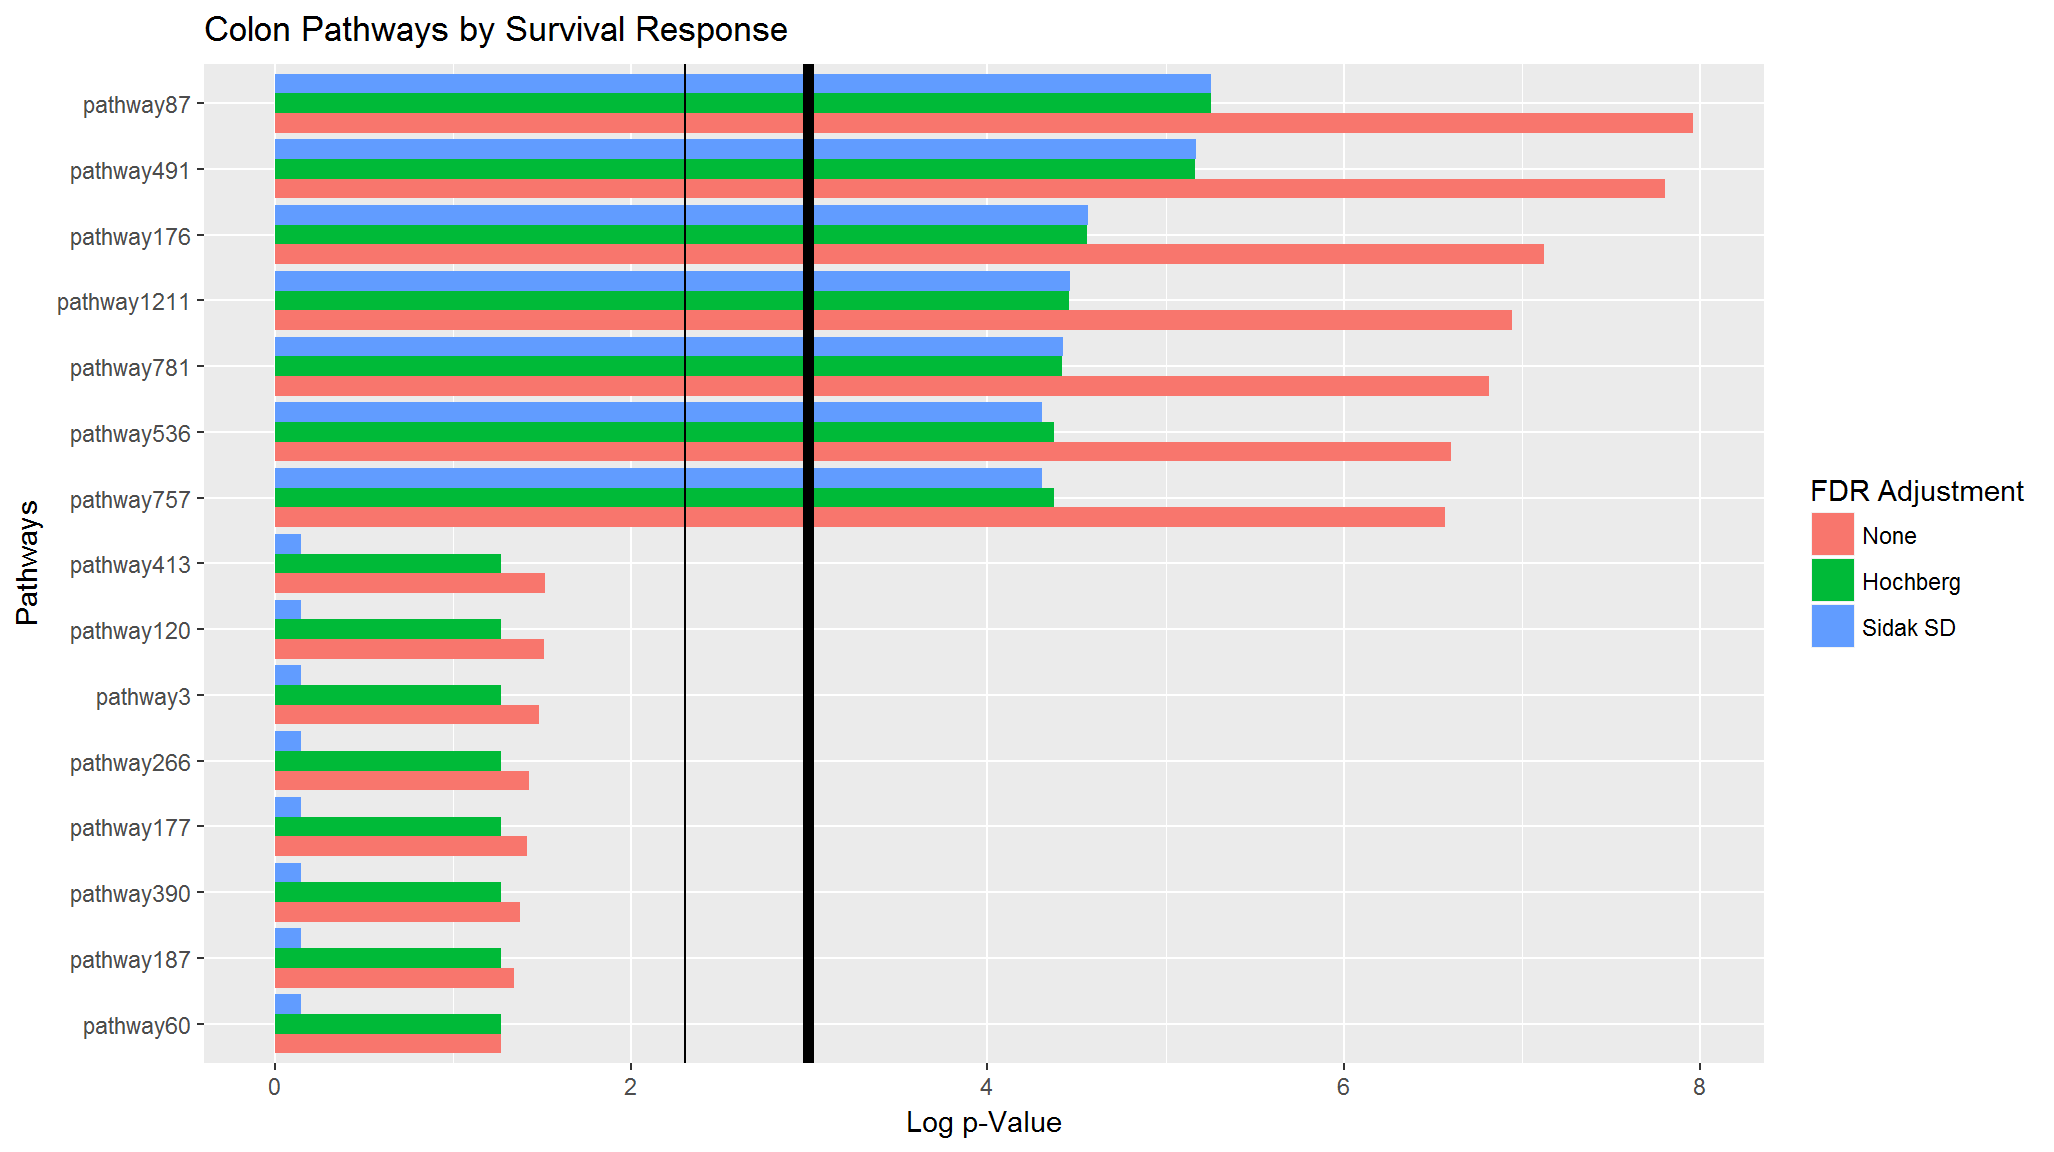 Colon Pathways by Survival Response
Pathways
pathway87
pathway491
pathway176
pathway1211
pathway781
pathway536
pathway757
pathway413
pathway120
pathway3
pathway266
pathway177
pathway390
pathway187
pathway60
0 2 4 6 8
Log p-Value
FDR Adjustment
None
Hochberg
Sidak SD